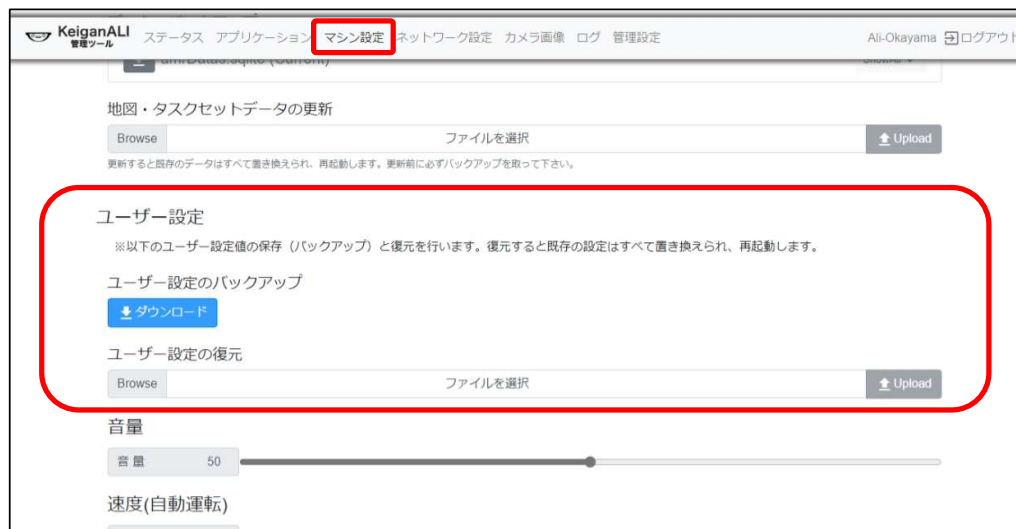 KeiganALI
管理ツール
ステータス アプリケーション マシン設定 ネットワーク設定 カメラ画像 ログ 管理設定
Ali-Okayama ログアウト
amrDatas.sqlite (Current)
地図・タスクセットデータの更新
Browse ファイルを選択 Upload
更新すると既存のデータはすべて置き換えられ、再起動します。更新前に必ずバックアップを取って下さい。
ユーザー設定
※以下のユーザー設定値の保存（バックアップ）と復元を行います。復元すると既存の設定はすべて置き換えられ、再起動します。
ユーザー設定のバックアップ
ダウンロード
ユーザー設定の復元
Browse ファイルを選択 Upload
音量
音量 50
速度(自動運転)